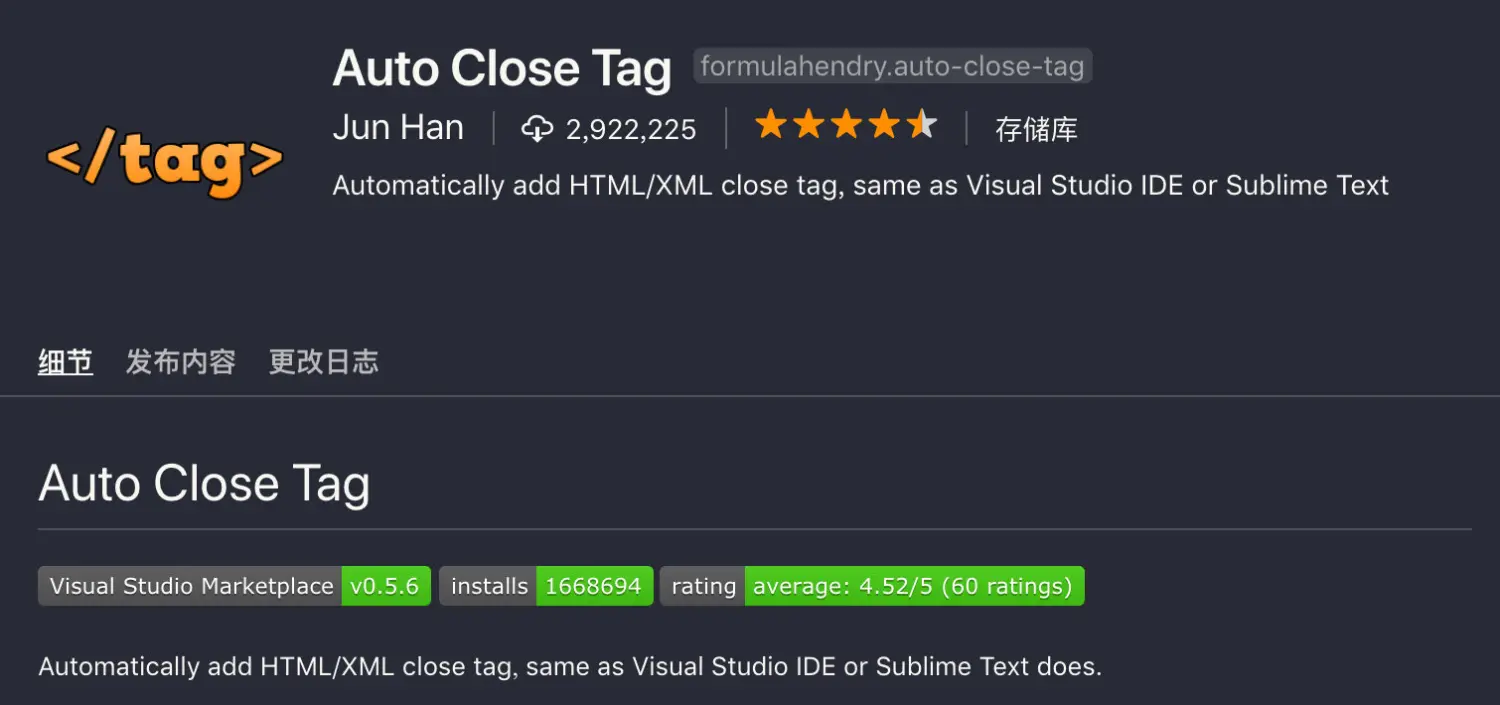 Auto Close Tag formulahendry.auto-close-tag
</tag>
Jun Han 2,922,225 存储库
Automatically add HTML/XML close tag, same as Visual Studio IDE or Sublime Text
细节 发布内容 更改日志
Auto Close Tag
Visual Studio Marketplace v0.5.6 installs 1668694 rating average: 4.52/5 (60 ratings)
Automatically add HTML/XML close tag, same as Visual Studio IDE or Sublime Text does.